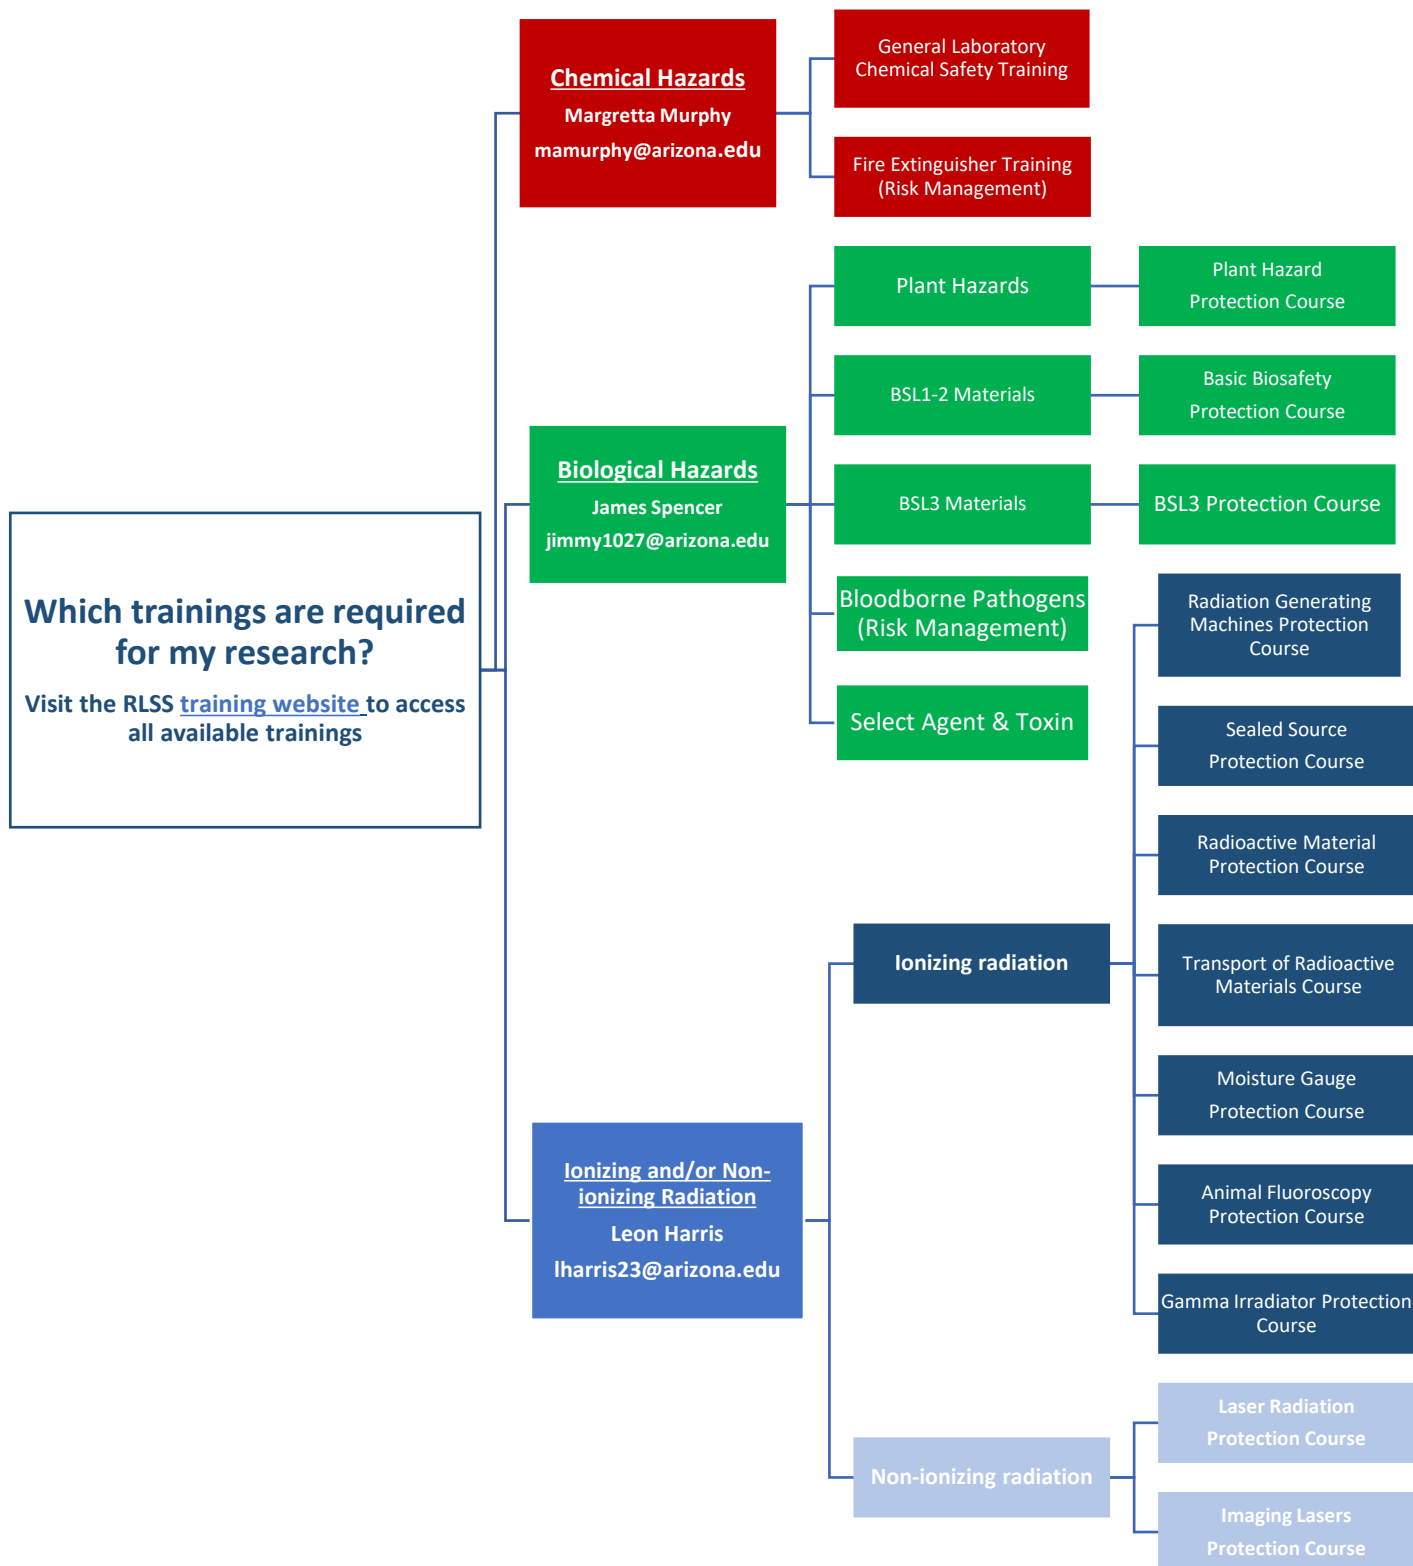 Which trainings are required
for my research?
Visit the RLSS training website to access
all available trainings
Chemical Hazards
Margretta Murphy
mamurphy@arizona.edu
General Laboratory
Chemical Safety Training
Fire Extinguisher Training
(Risk Management)
Biological Hazards
James Spencer
jimmy1027@arizona.edu
Plant Hazards
Plant Hazard
Protection Course
BSL1-2 Materials
Basic Biosafety
Protection Course
BSL3 Materials
BSL3 Protection Course
Bloodborne Pathogens
(Risk Management)
Select Agent & Toxin
Ionizing and/or Non-
ionizing Radiation
Leon Harris
lharris23@arizona.edu
Ionizing radiation
Radiation Generating
Machines Protection
Course
Sealed Source
Protection Course
Radioactive Material
Protection Course
Transport of Radioactive
Materials Course
Moisture Gauge
Protection Course
Animal Fluoroscopy
Protection Course
Gamma Irradiator Protection
Course
Non-ionizing radiation
Laser Radiation
Protection Course
Imaging Lasers
Protection Course